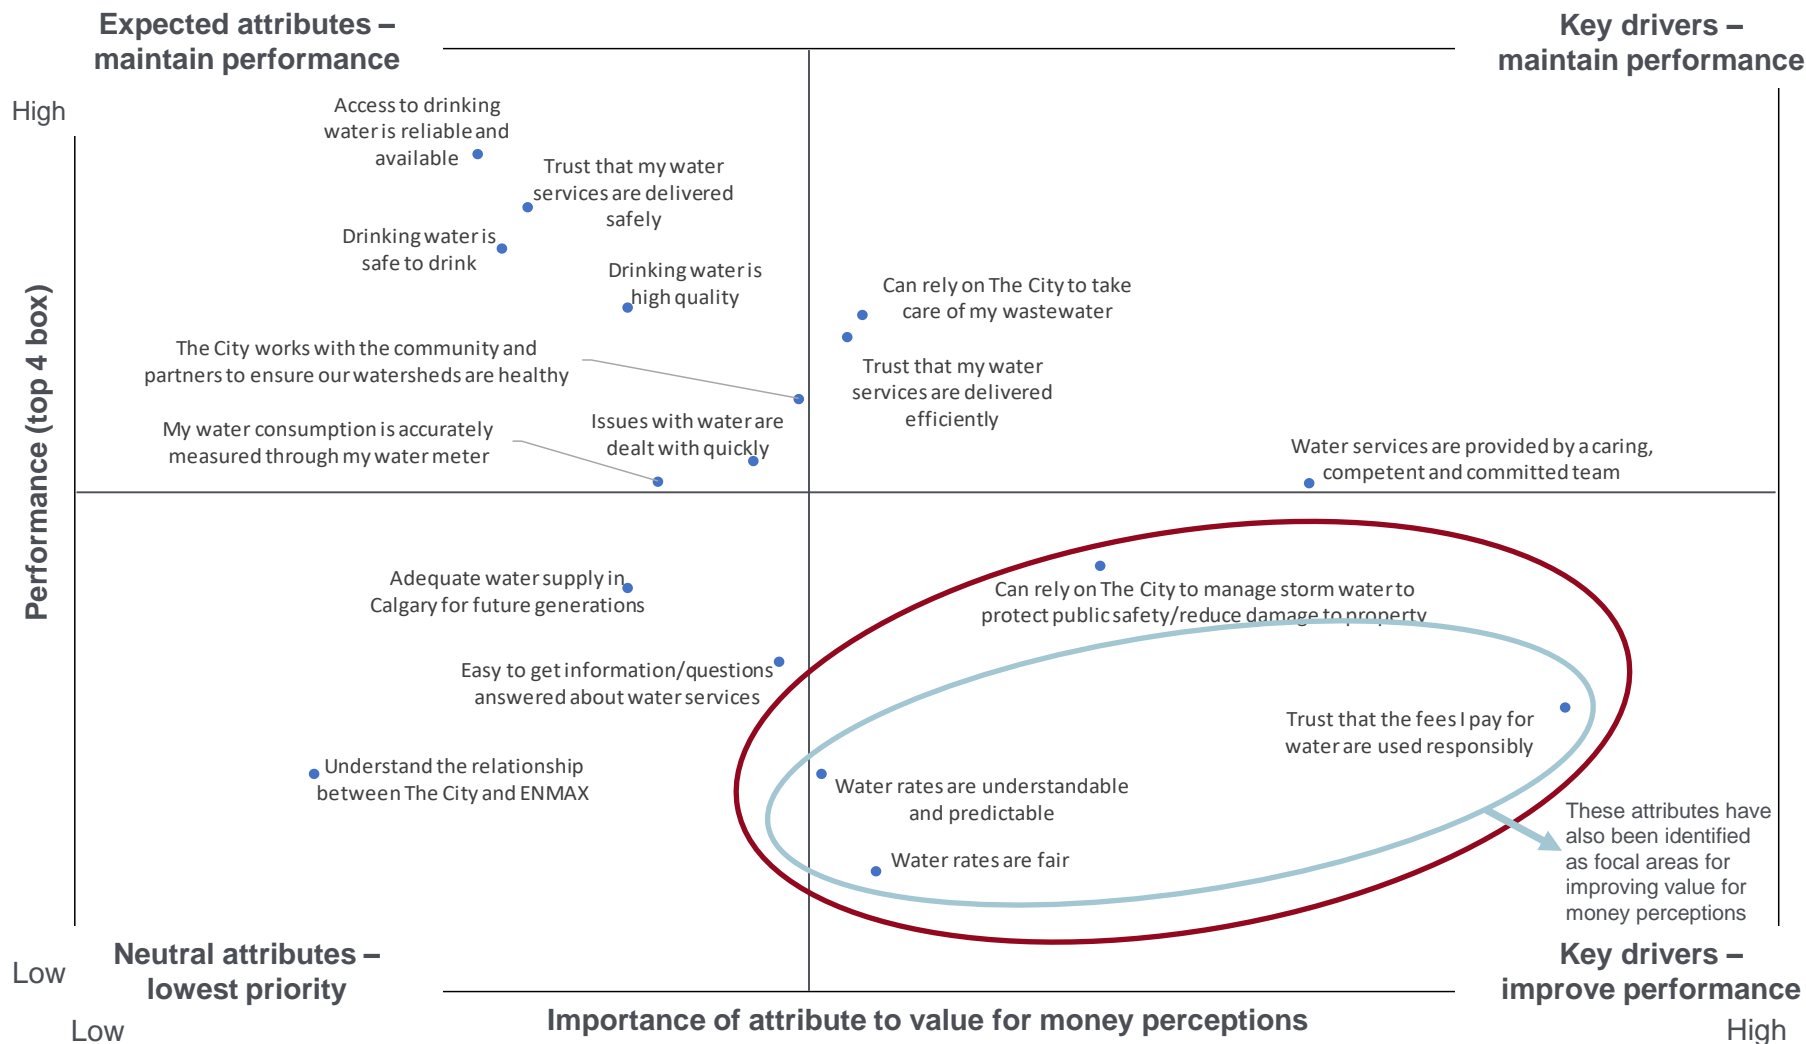 Expected attributes –
maintain performance
Key drivers –
maintain performance
High
Access to drinking
water is reliable and
available
Trust that my water
services are delivered
safely
Drinking water is
safe to drink
Drinking water is
high quality
Can rely on The City to take
care of my wastewater
The City works with the community and
partners to ensure our watersheds are healthy
Trust that my water
services are delivered
efficiently
Issues with water are
dealt with quickly
My water consumption is accurately
measured through my water meter
Water services are provided by a caring,
competent and committed team
Performance (top 4 box)
Adequate water supply in
Calgary for future generations
Can rely on The City to manage storm water to
protect public safety/reduce damage to property
Easy to get information/questions
answered about water services
Trust that the fees I pay for
water are used responsibly
Understand the relationship
between The City and ENMAX
Water rates are understandable
and predictable
Water rates are fair
These attributes have
also been identified
as focal areas for
improving value for
money perceptions
Neutral attributes –
lowest priority
Key drivers –
improve performance
Low
Low
Importance of attribute to value for money perceptions
High